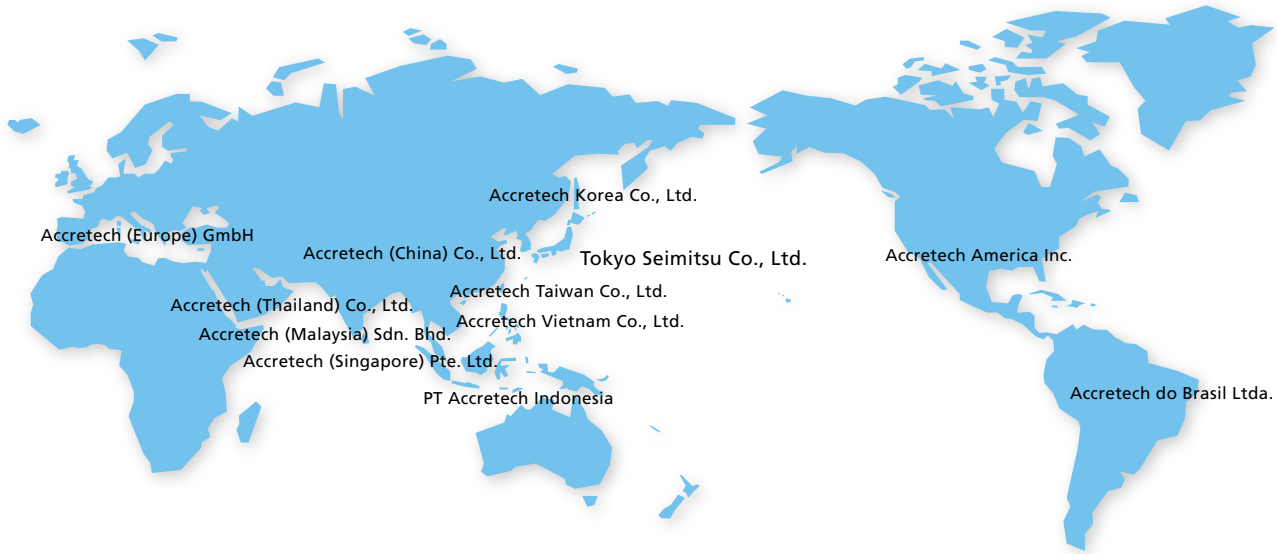 Accretech Korea Co., Ltd.
Accretech (Europe) GmbH
Accretech (China) Co., Ltd.
Tokyo Seimitsu Co., Ltd.
Accretech America Inc.
Accretech Taiwan Co., Ltd.
Accretech (Thailand) Co., Ltd.
Accretech Vietnam Co., Ltd.
Accretech (Malaysia) Sdn. Bhd.
Accretech (Singapore) Pte. Ltd.
PT Accretech Indonesia
Accretech do Brasil Ltda.